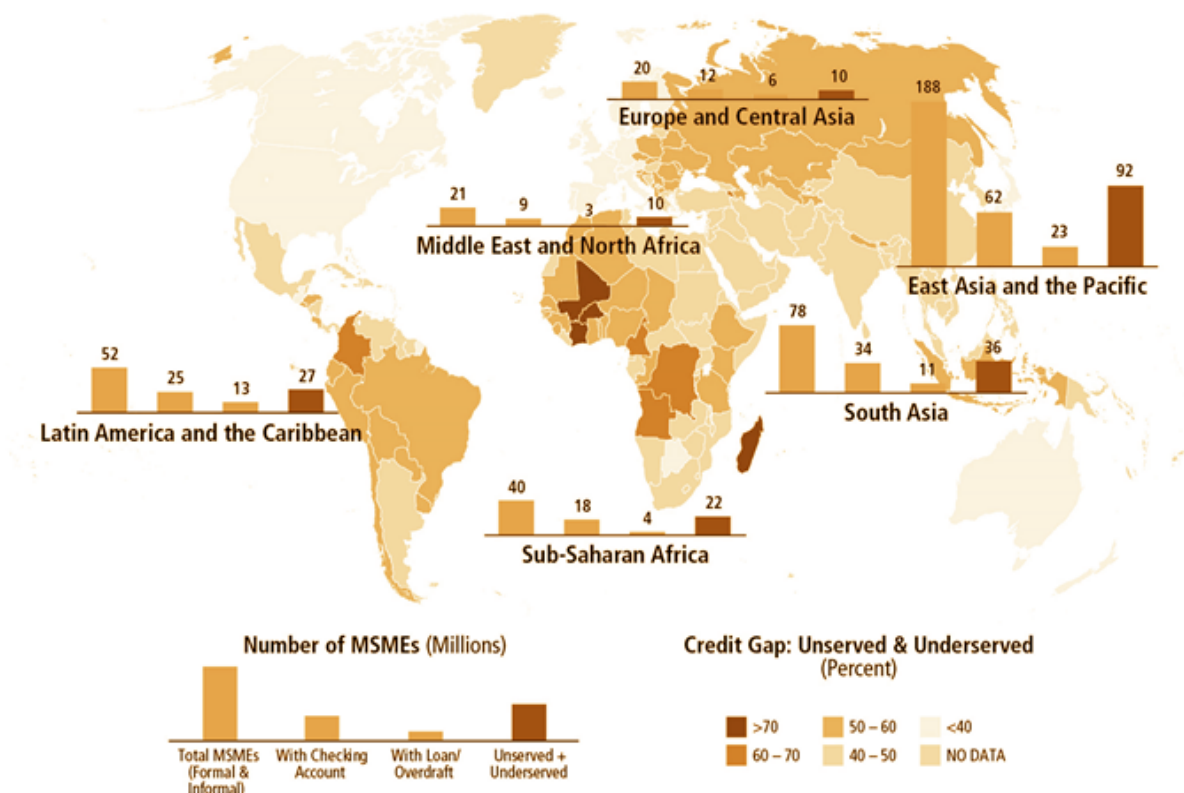 20 12 6 10
Europe and Central Asia
188 62 23 92
East Asia and the Pacific
21 9 3 10
Middle East and North Africa
78 34 11 36
South Asia
52 25 13 27
Latin America and the Caribbean
40 18 4 22
Sub-Saharan Africa
Number of MSMEs (Millions)
Total MSMEs
(Formal &
Informal)
With Checking
Account
With Loan/
Overdraft
Unserved +
Underserved
Credit Gap: Unserved & Underserved
(Percent)
>70
50 – 60
<40
60 – 70
40 – 50
NO DATA